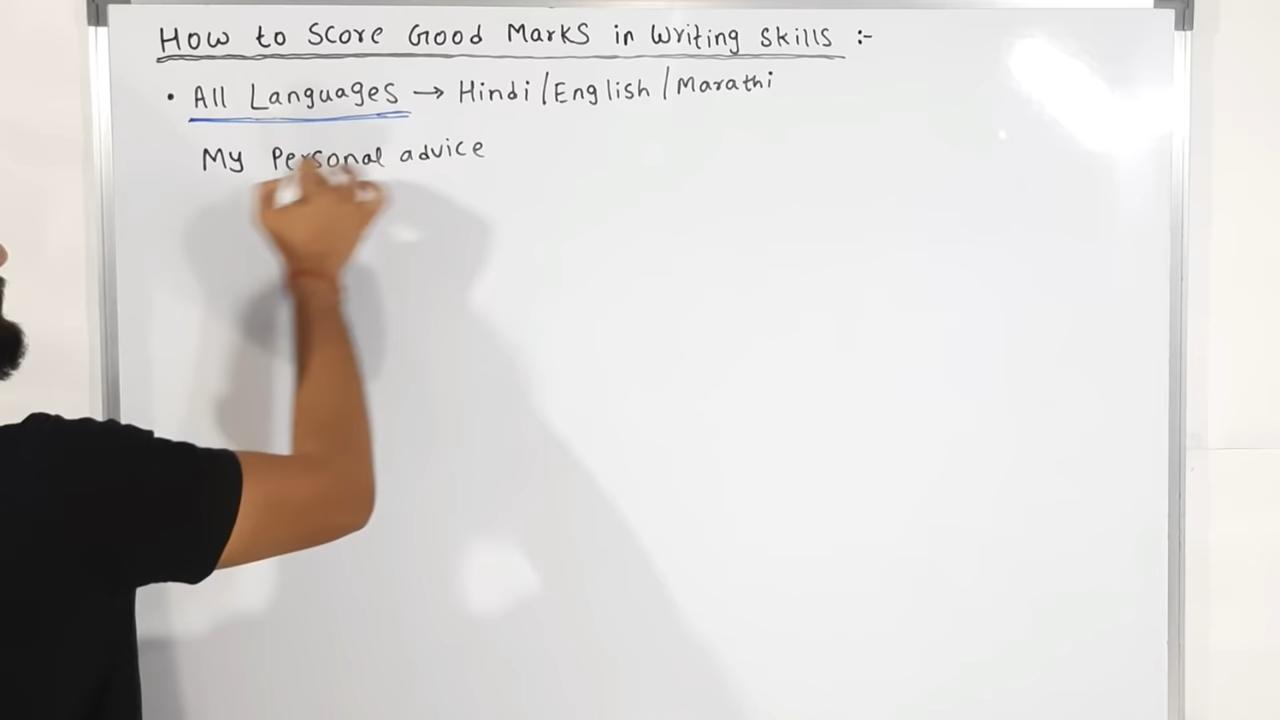 How to Score Good Marks in Writing Skills :-
• All Languages → Hindi/English/Marathi
My Personal advice